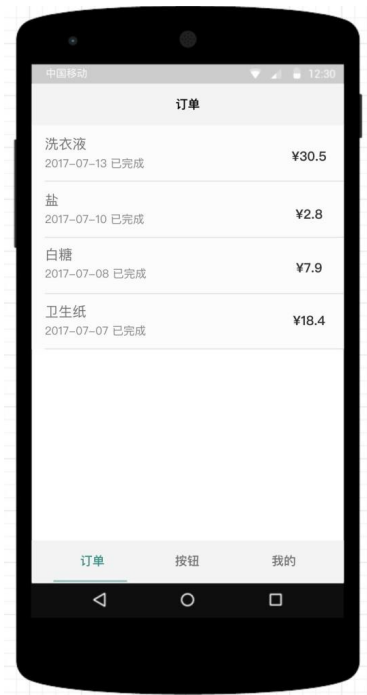 中国移动 12:30
订单
洗衣液
¥30.5
2017-07-13 已完成
盐
¥2.8
2017-07-10 已完成
白糖
¥7.9
2017-07-08 已完成
卫生纸
¥18.4
2017-07-07 已完成
订单 按钮 我的